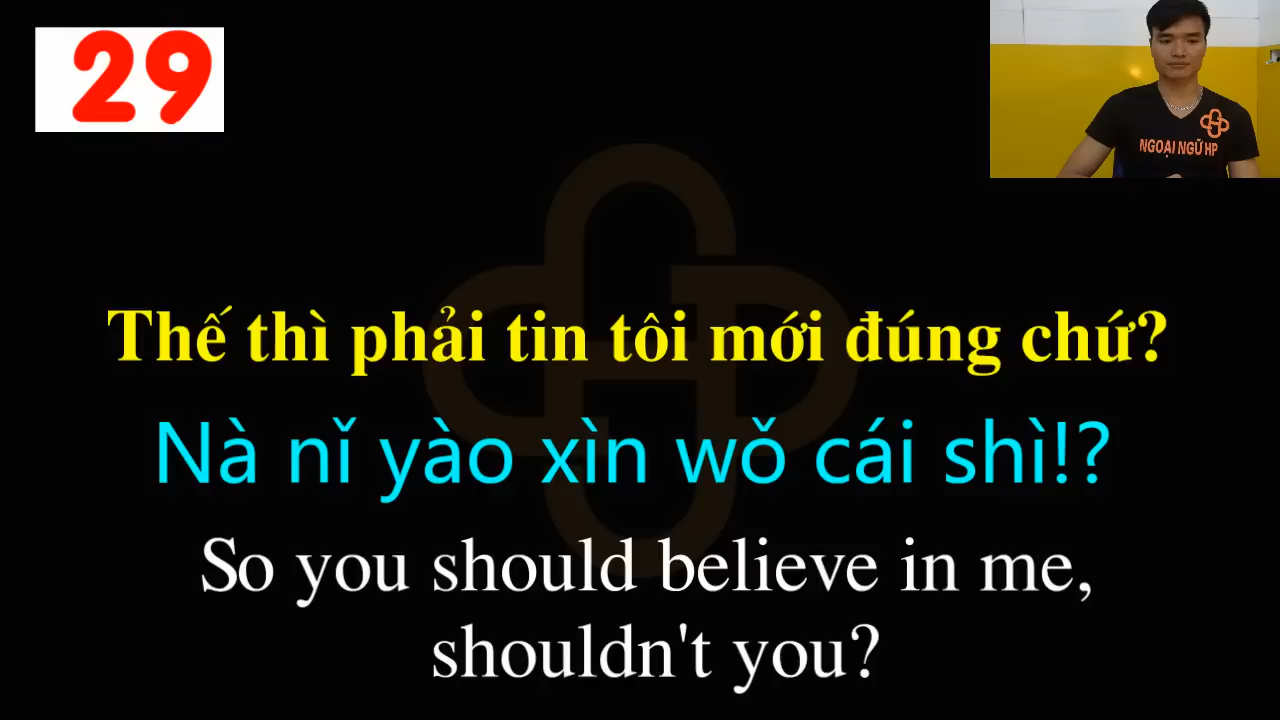 29
NGOẠI NGỮ HP
Thế thì phải tin tôi mới đúng chứ?
Nà nǐ yào xìn wǒ cái shì!?
So you should believe in me,
shouldn't you?